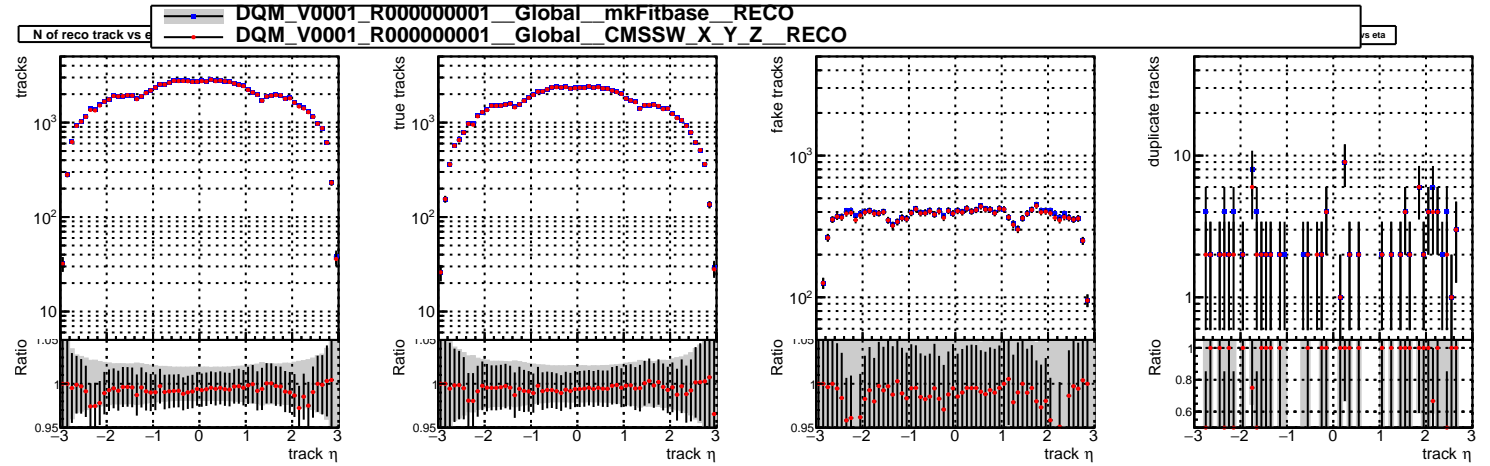 DQM_V0001_R000000001__Global__mkFitbase__RECO
DQM_V0001_R000000001__Global__CMSSW_X_Y_Z__RECO
N of reco track vs e
vs eta
tracks
10³
10²
10
Ratio
1.05
1
0.95
−3 −2 −1 0 1 2 3
track η
true tracks
10³
10²
10
Ratio
1.05
1
0.95
−3 −2 −1 0 1 2 3
track η
fake tracks
10³
10²
Ratio
1.05
1
0.95
−3 −2 −1 0 1 2 3
track η
duplicate tracks
10
1
Ratio
1
0.8
0.6
−3 −2 −1 0 1 2 3
track η